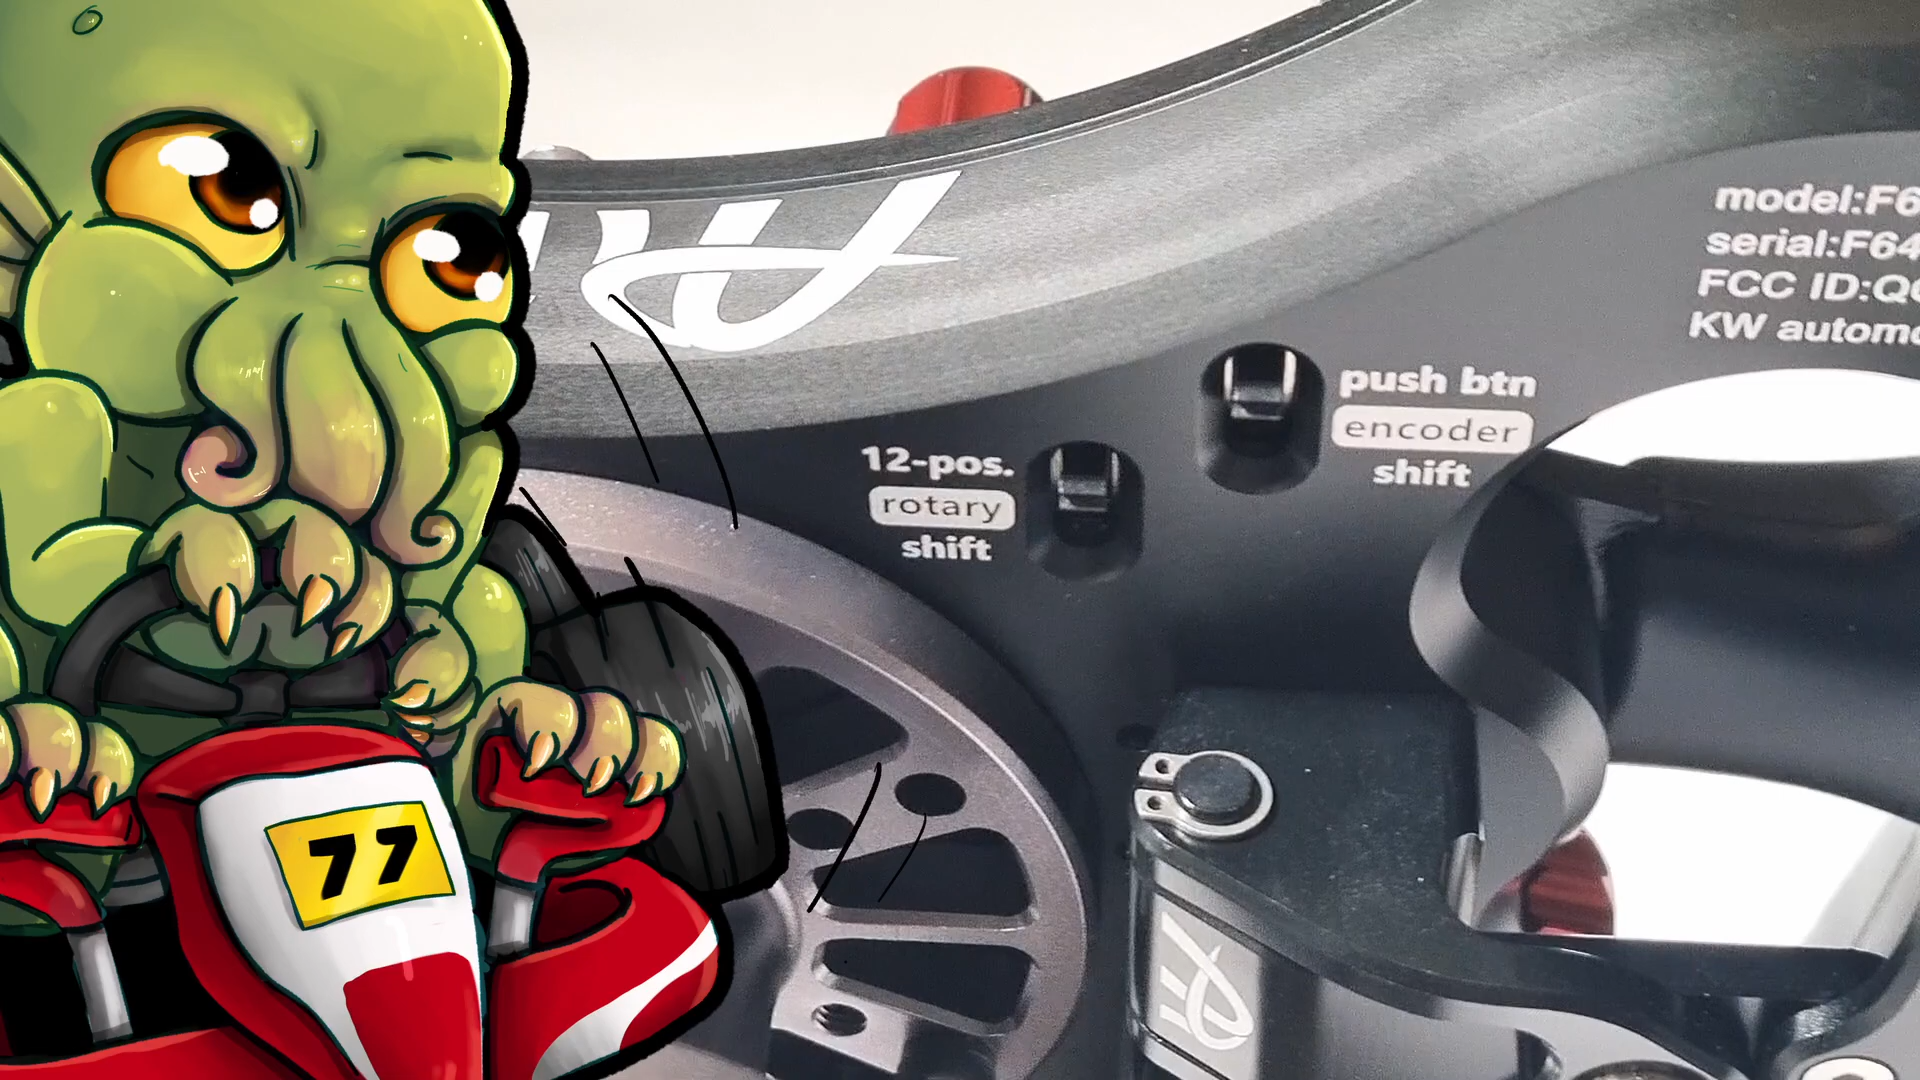 model:F6
serial:F64
FCC ID:Q
KW autom
push btn
encoder
shift
12-pos.
rotary
shift
77